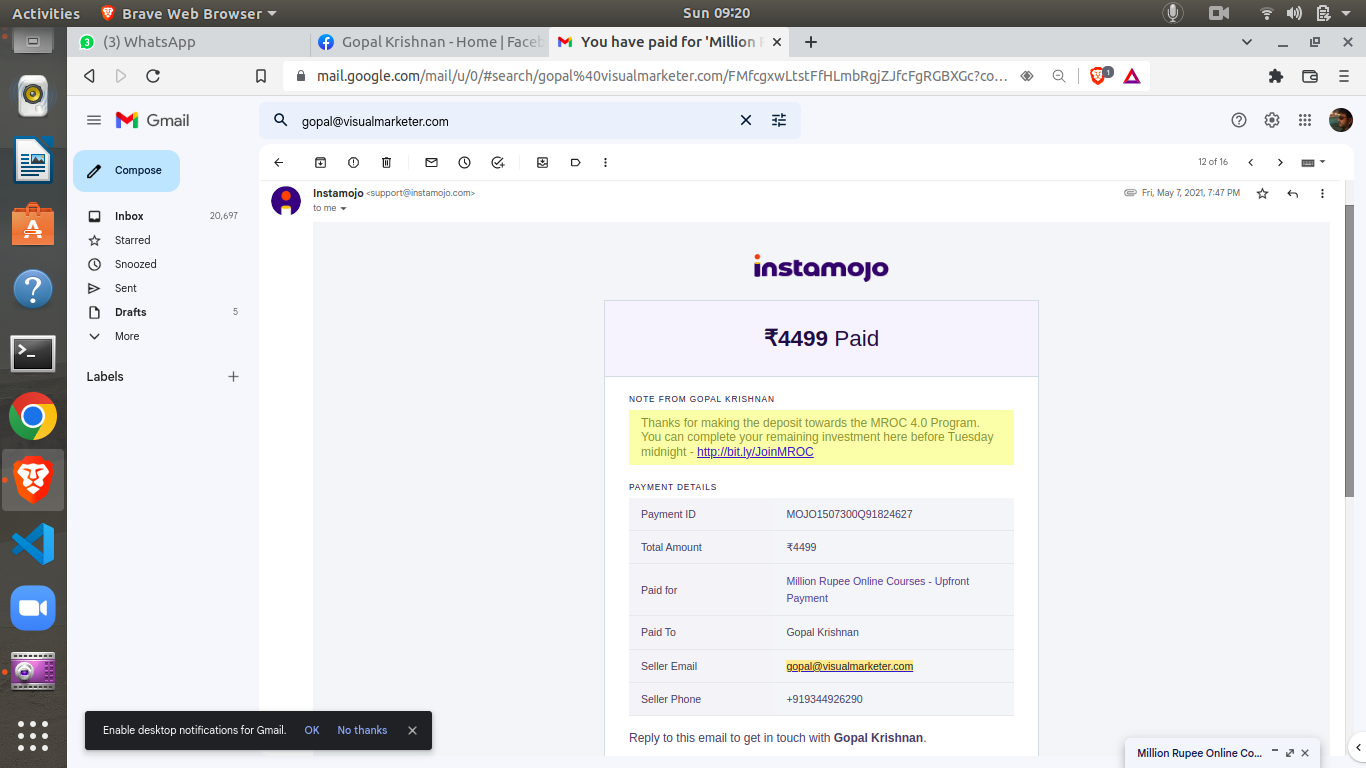 Activities
Brave Web Browser
Sun 09:20
(3) WhatsApp
Gopal Krishnan - Home | Faceb
You have paid for 'Million R
mail.google.com/mail/u/0/#search/gopal%40visualmarketer.com/FMfcgxwLtstFfHLmbRgjZJfcFgRGBXGc?co…
1
Gmail
gopal@visualmarketer.com
Compose
12 of 16
Inbox 20,697
Starred
Snoozed
Sent
Drafts 5
More
Labels
Instamojo <support@instamojo.com>
Fri, May 7, 2021, 7:47 PM
to me
instamojo
₹4499 Paid
NOTE FROM GOPAL KRISHNAN
Thanks for making the deposit towards the MROC 4.0 Program.
You can complete your remaining investment here before Tuesday
midnight - http://bit.ly/JoinMROC
PAYMENT DETAILS
Payment ID MOJO1507300Q91824627
Total Amount ₹4499
Paid for Million Rupee Online Courses - Upfront
Payment
Paid To Gopal Krishnan
Seller Email gopal@visualmarketer.com
Seller Phone +919344926290
Reply to this email to get in touch with Gopal Krishnan.
Enable desktop notifications for Gmail. OK No thanks
Million Rupee Online Co...